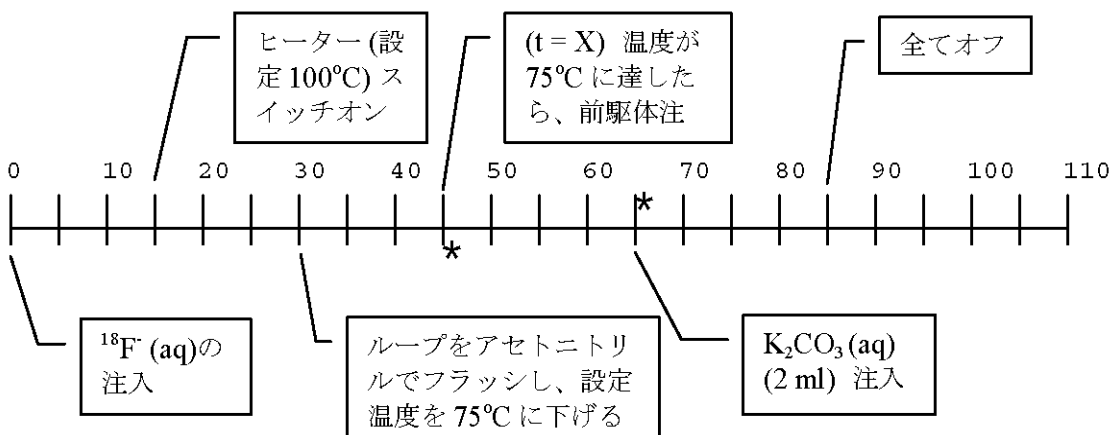 ヒーター (設
定 100°C) ス
イッチオン
(t = X) 温度が
75°C に達した
ら、前駆体注
全てオフ
0 10 20 30 40 50 60 70 80 90 100 110
*
*
¹⁸F⁻ (aq)の
注入
ループをアセトニトリ
ルでフラッシし、設定
温度を 75°C に下げる
K₂CO₃ (aq)
(2 ml) 注入